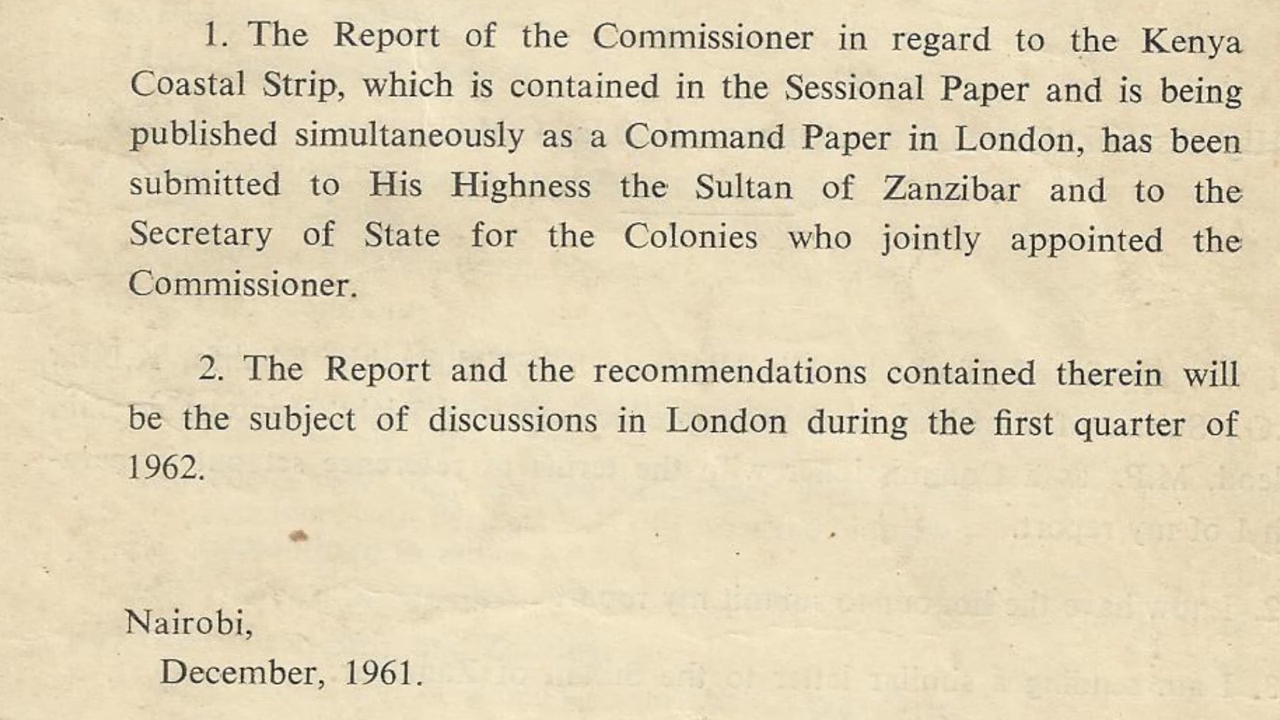 1. The Report of the Commissioner in regard to the Kenya
Coastal Strip, which is contained in the Sessional Paper and is being
published simultaneously as a Command Paper in London, has been
submitted to His Highness the Sultan of Zanzibar and to the
Secretary of State for the Colonies who jointly appointed the
Commissioner.
2. The Report and the recommendations contained therein will
be the subject of discussions in London during the first quarter of
1962.
Nairobi,
December, 1961.